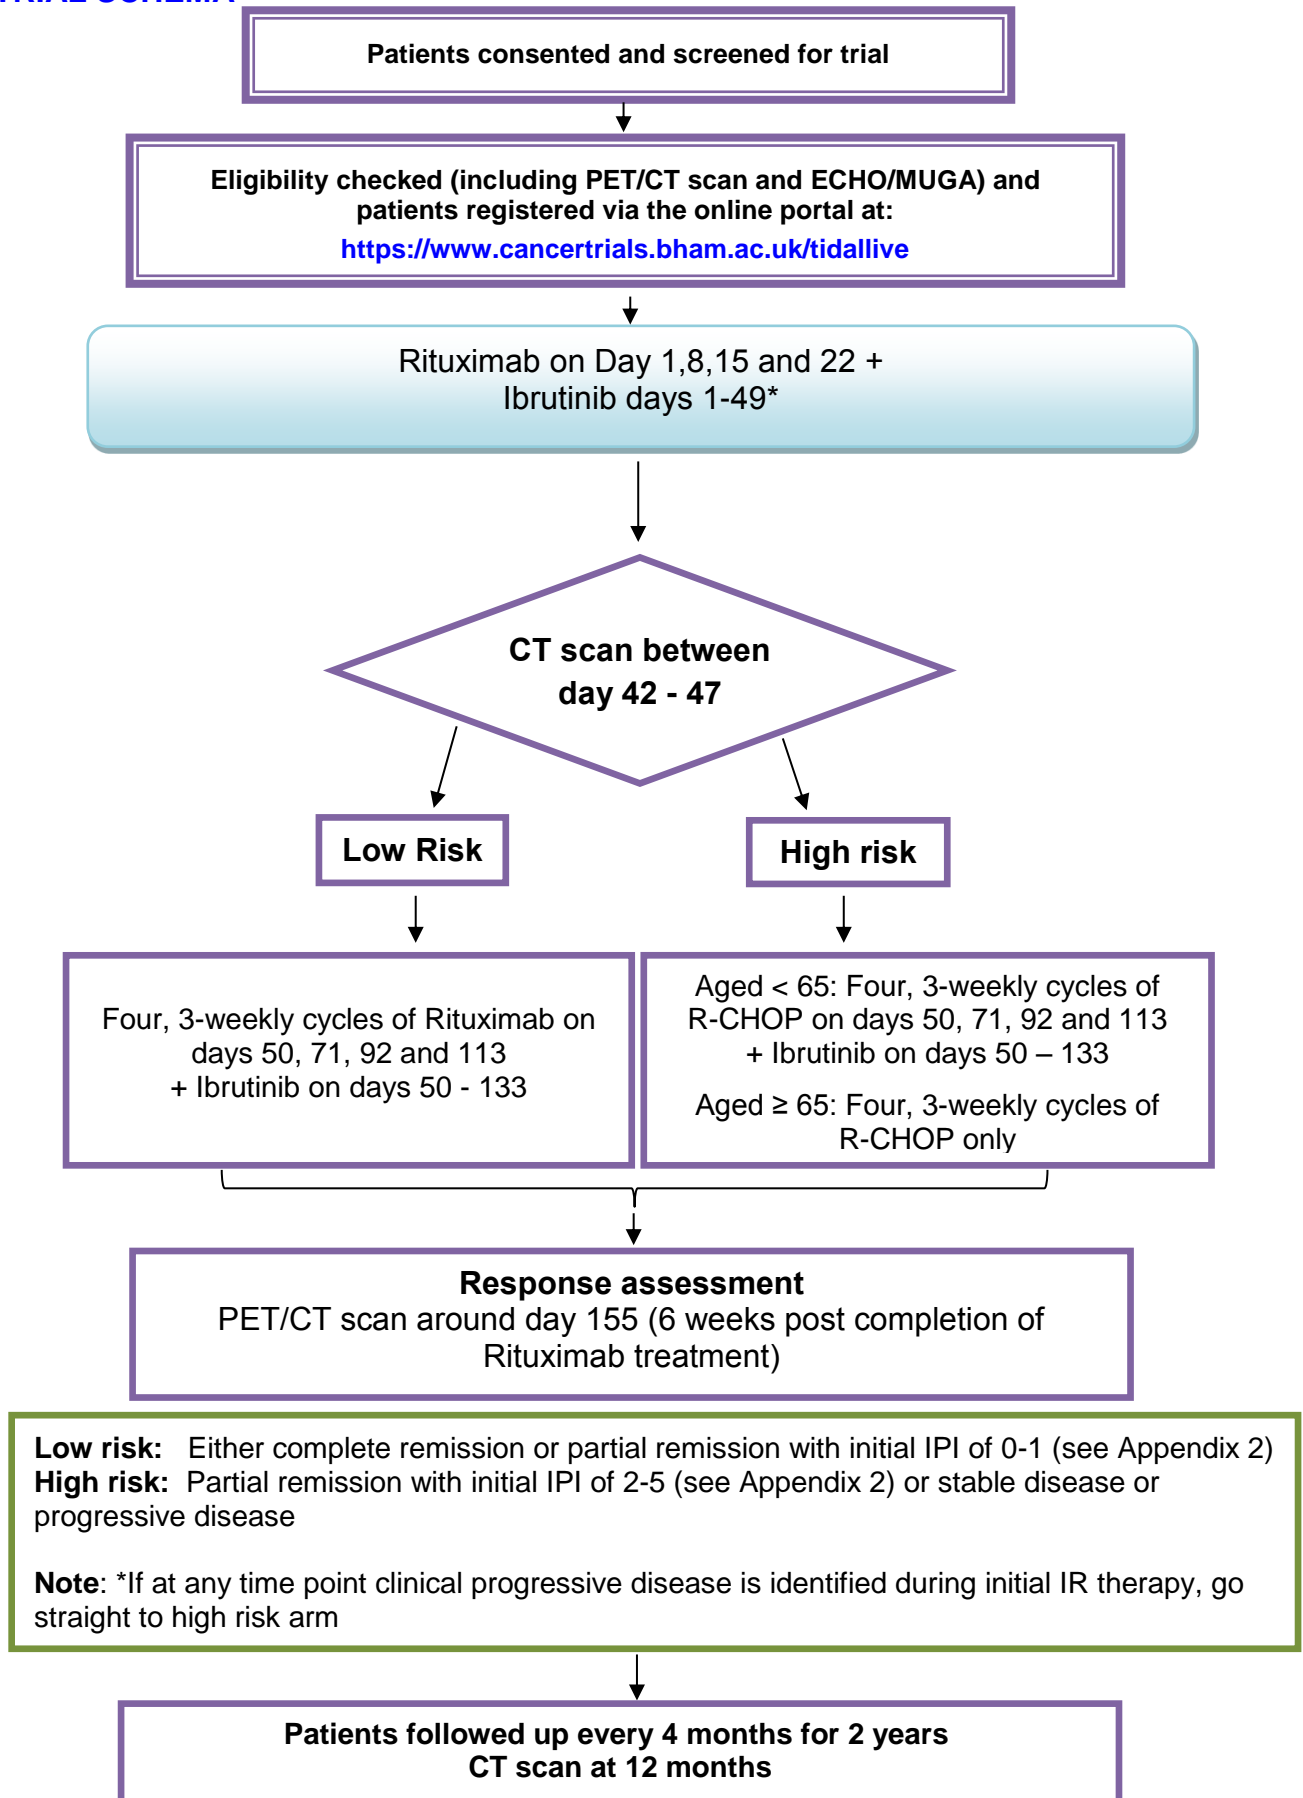 TRIAL SCHEMA
Patients consented and screened for trial
Eligibility checked (including PET/CT scan and ECHO/MUGA) and
patients registered via the online portal at:
https://www.cancertrials.bham.ac.uk/tidallive
Rituximab on Day 1,8,15 and 22 +
Ibrutinib days 1-49*
CT scan between
day 42 - 47
Low Risk
High risk
Four, 3-weekly cycles of Rituximab on
days 50, 71, 92 and 113
+ Ibrutinib on days 50 - 133
Aged < 65: Four, 3-weekly cycles of
R-CHOP on days 50, 71, 92 and 113
+ Ibrutinib on days 50 – 133
Aged ≥ 65: Four, 3-weekly cycles of
R-CHOP only
Response assessment
PET/CT scan around day 155 (6 weeks post completion of
Rituximab treatment)
Low risk: Either complete remission or partial remission with initial IPI of 0-1 (see Appendix 2)
High risk: Partial remission with initial IPI of 2-5 (see Appendix 2) or stable disease or
progressive disease
Note: *If at any time point clinical progressive disease is identified during initial IR therapy, go
straight to high risk arm
Patients followed up every 4 months for 2 years
CT scan at 12 months